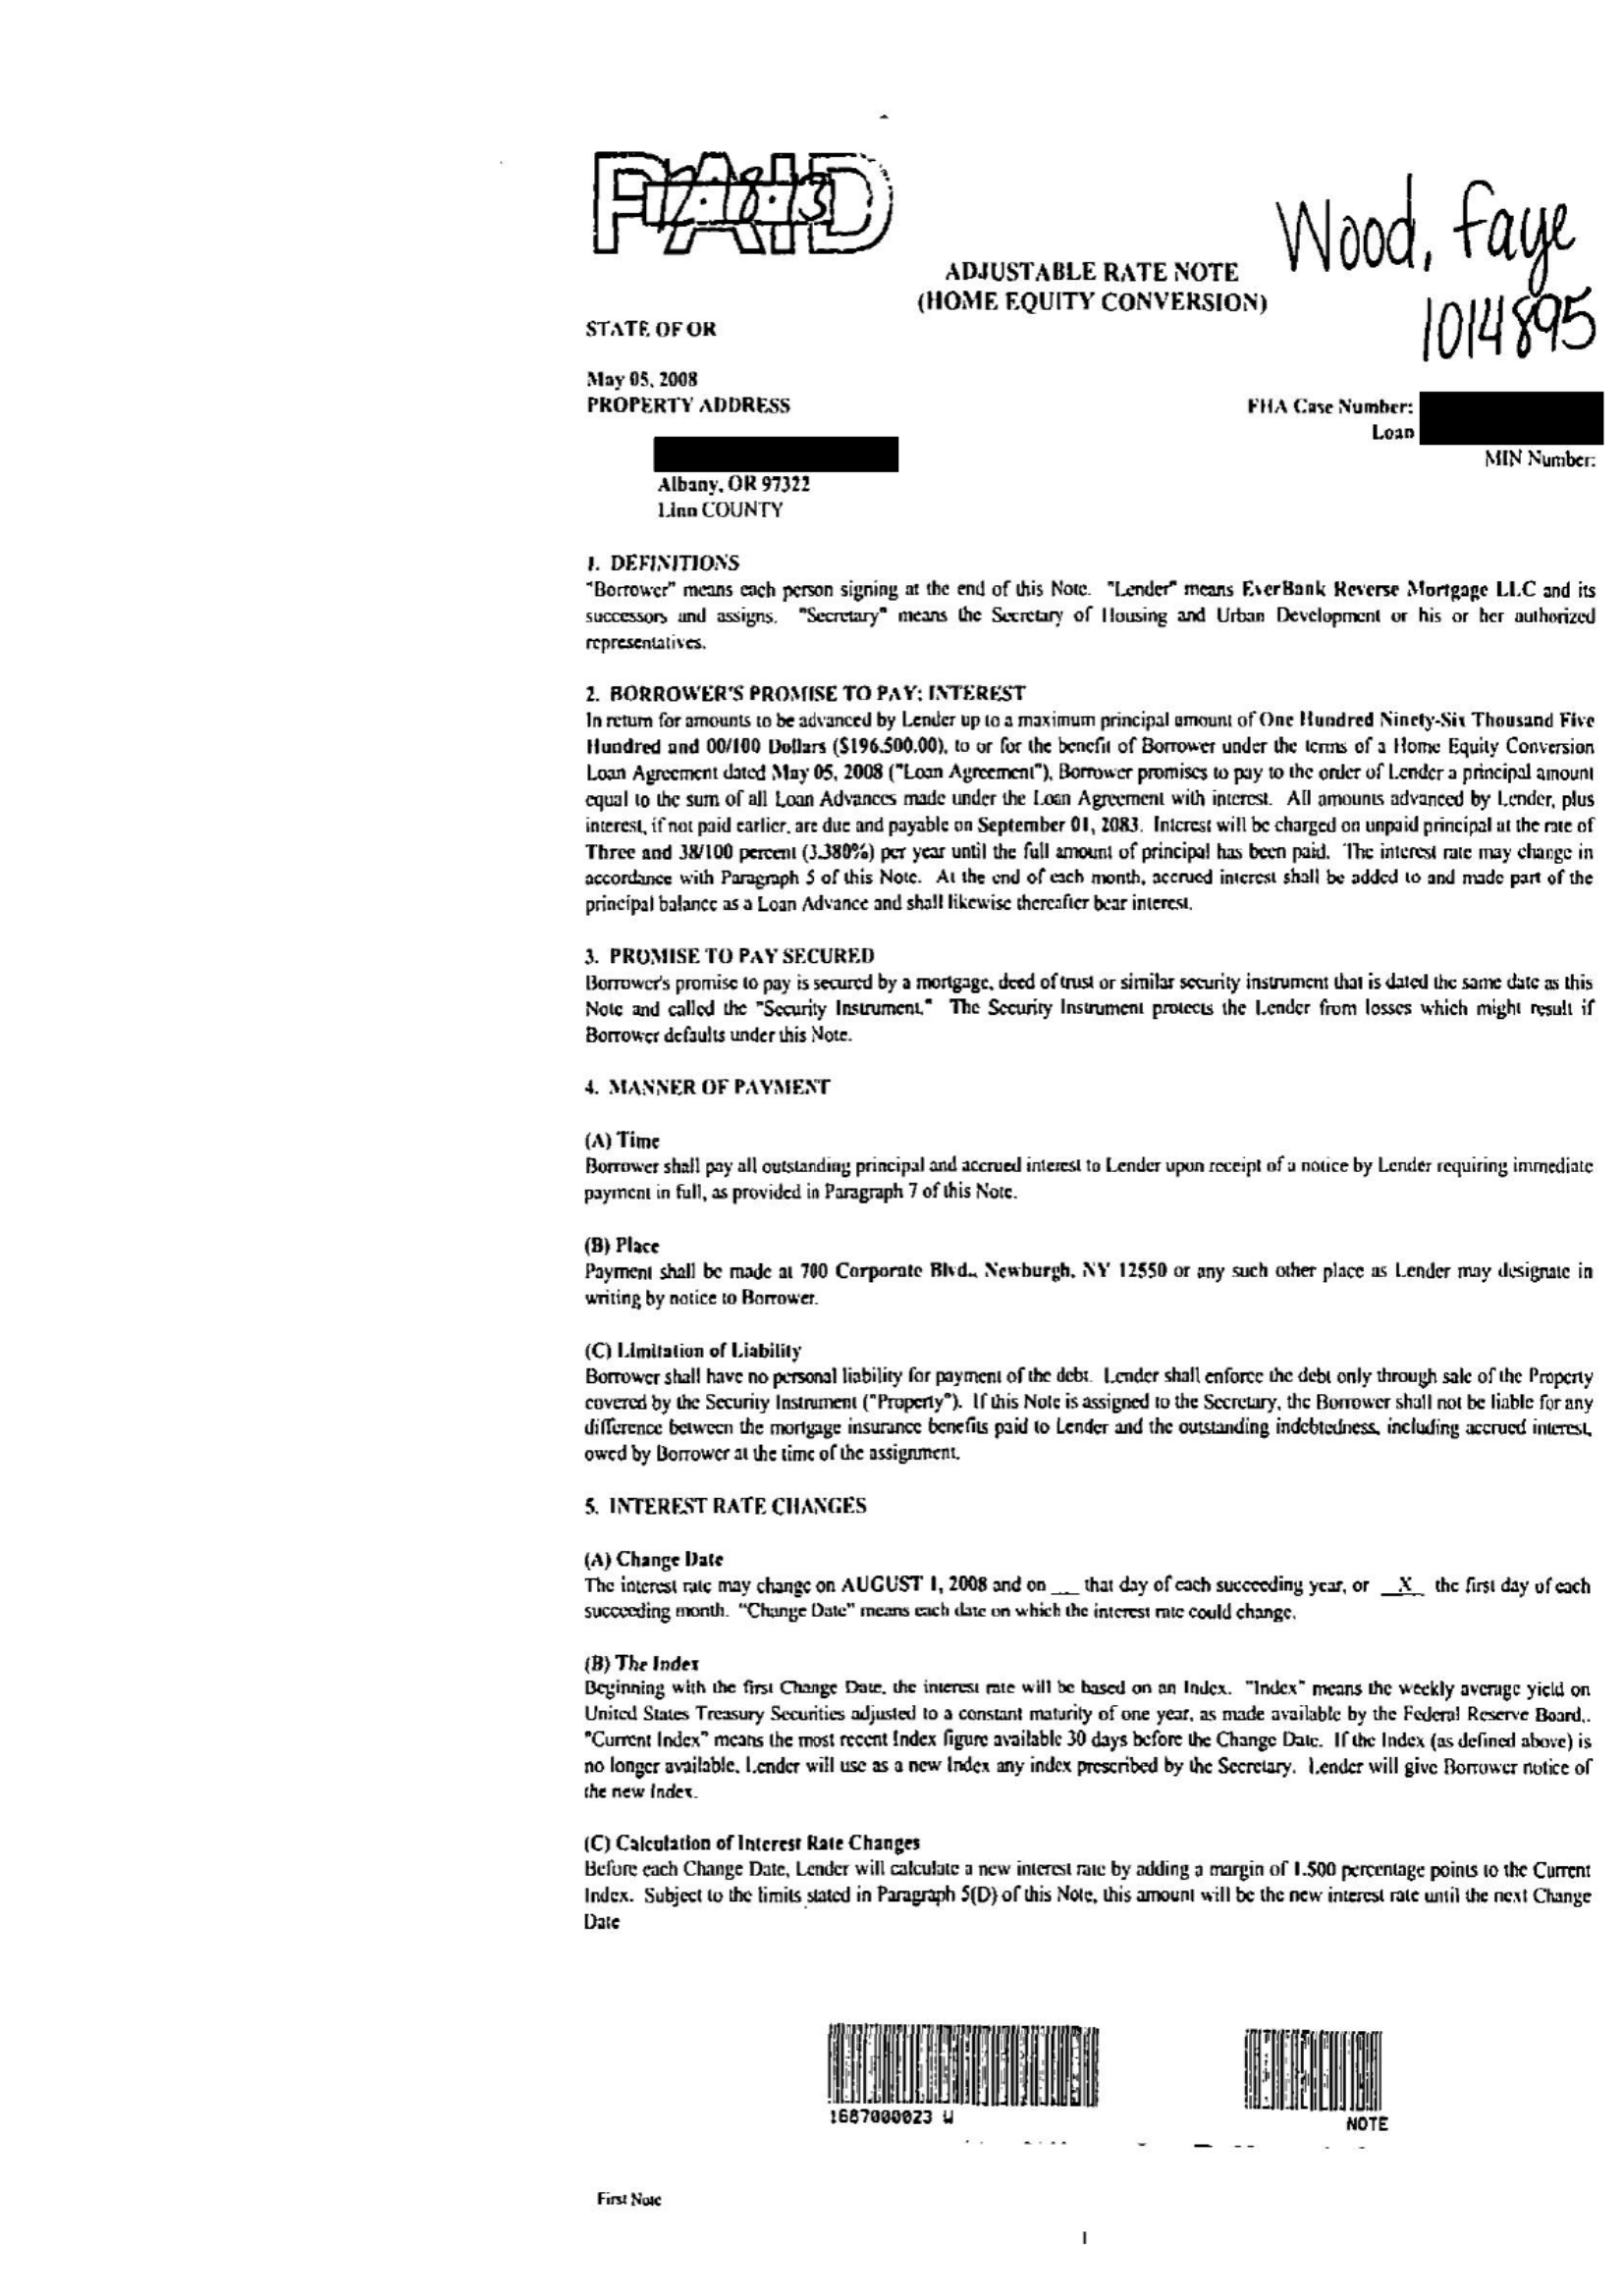 PAID
Wood, Faye
1014895
ADJUSTABLE RATE NOTE
(HOME EQUITY CONVERSION)
STATE OF OR
May 05, 2008
PROPERTY ADDRESS
FHA Case Number:
Loan
MIN Number:
Albany, OR 97322
Linn COUNTY
1. DEFINITIONS
"Borrower" means each person signing at the end of this Note. "Lender" means EverBank Reverse Mortgage LLC and its
successors and assigns. "Secretary" means the Secretary of Housing and Urban Development or his or her authorized
representatives.
2. BORROWER'S PROMISE TO PAY; INTEREST
In return for amounts to be advanced by Lender up to a maximum principal amount of One Hundred Ninety-Six Thousand Five
Hundred and 00/100 Dollars ($196,500.00), to or for the benefit of Borrower under the terms of a Home Equity Conversion
Loan Agreement dated May 05, 2008 ("Loan Agreement"), Borrower promises to pay to the order of Lender a principal amount
equal to the sum of all Loan Advances made under the Loan Agreement with interest. All amounts advanced by Lender, plus
interest, if not paid earlier, are due and payable on September 01, 2083. Interest will be charged on unpaid principal at the rate of
Three and 38/100 percent (3.380%) per year until the full amount of principal has been paid. The interest rate may change in
accordance with Paragraph 5 of this Note. At the end of each month, accrued interest shall be added to and made part of the
principal balance as a Loan Advance and shall likewise thereafter bear interest.
3. PROMISE TO PAY SECURED
Borrower's promise to pay is secured by a mortgage, deed of trust or similar security instrument that is dated the same date as this
Note and called the "Security Instrument." The Security Instrument protects the Lender from losses which might result if
Borrower defaults under this Note.
4. MANNER OF PAYMENT
(A) Time
Borrower shall pay all outstanding principal and accrued interest to Lender upon receipt of a notice by Lender requiring immediate
payment in full, as provided in Paragraph 7 of this Note.
(B) Place
Payment shall be made at 700 Corporate Blvd., Newburgh, NY 12550 or any such other place as Lender may designate in
writing by notice to Borrower.
(C) Limitation of Liability
Borrower shall have no personal liability for payment of the debt. Lender shall enforce the debt only through sale of the Property
covered by the Security Instrument ("Property"). If this Note is assigned to the Secretary, the Borrower shall not be liable for any
difference between the mortgage insurance benefits paid to Lender and the outstanding indebtedness, including accrued interest,
owed by Borrower at the time of the assignment.
5. INTEREST RATE CHANGES
(A) Change Date
The interest rate may change on AUGUST 1, 2008 and on ___ that day of each succeeding year, or _X_ the first day of each
succeeding month. "Change Date" means each date on which the interest rate could change.
(B) The Index
Beginning with the first Change Date, the interest rate will be based on an Index. "Index" means the weekly average yield on
United States Treasury Securities adjusted to a constant maturity of one year, as made available by the Federal Reserve Board,.
"Current Index" means the most recent Index figure available 30 days before the Change Date. If the Index (as defined above) is
no longer available, Lender will use as a new Index any index prescribed by the Secretary. Lender will give Borrower notice of
the new Index.
(C) Calculation of Interest Rate Changes
Before each Change Date, Lender will calculate a new interest rate by adding a margin of 1.500 percentage points to the Current
Index. Subject to the limits stated in Paragraph 5(D) of this Note, this amount will be the new interest rate until the next Change
Date
1687000023 W
NOTE
First Note
1